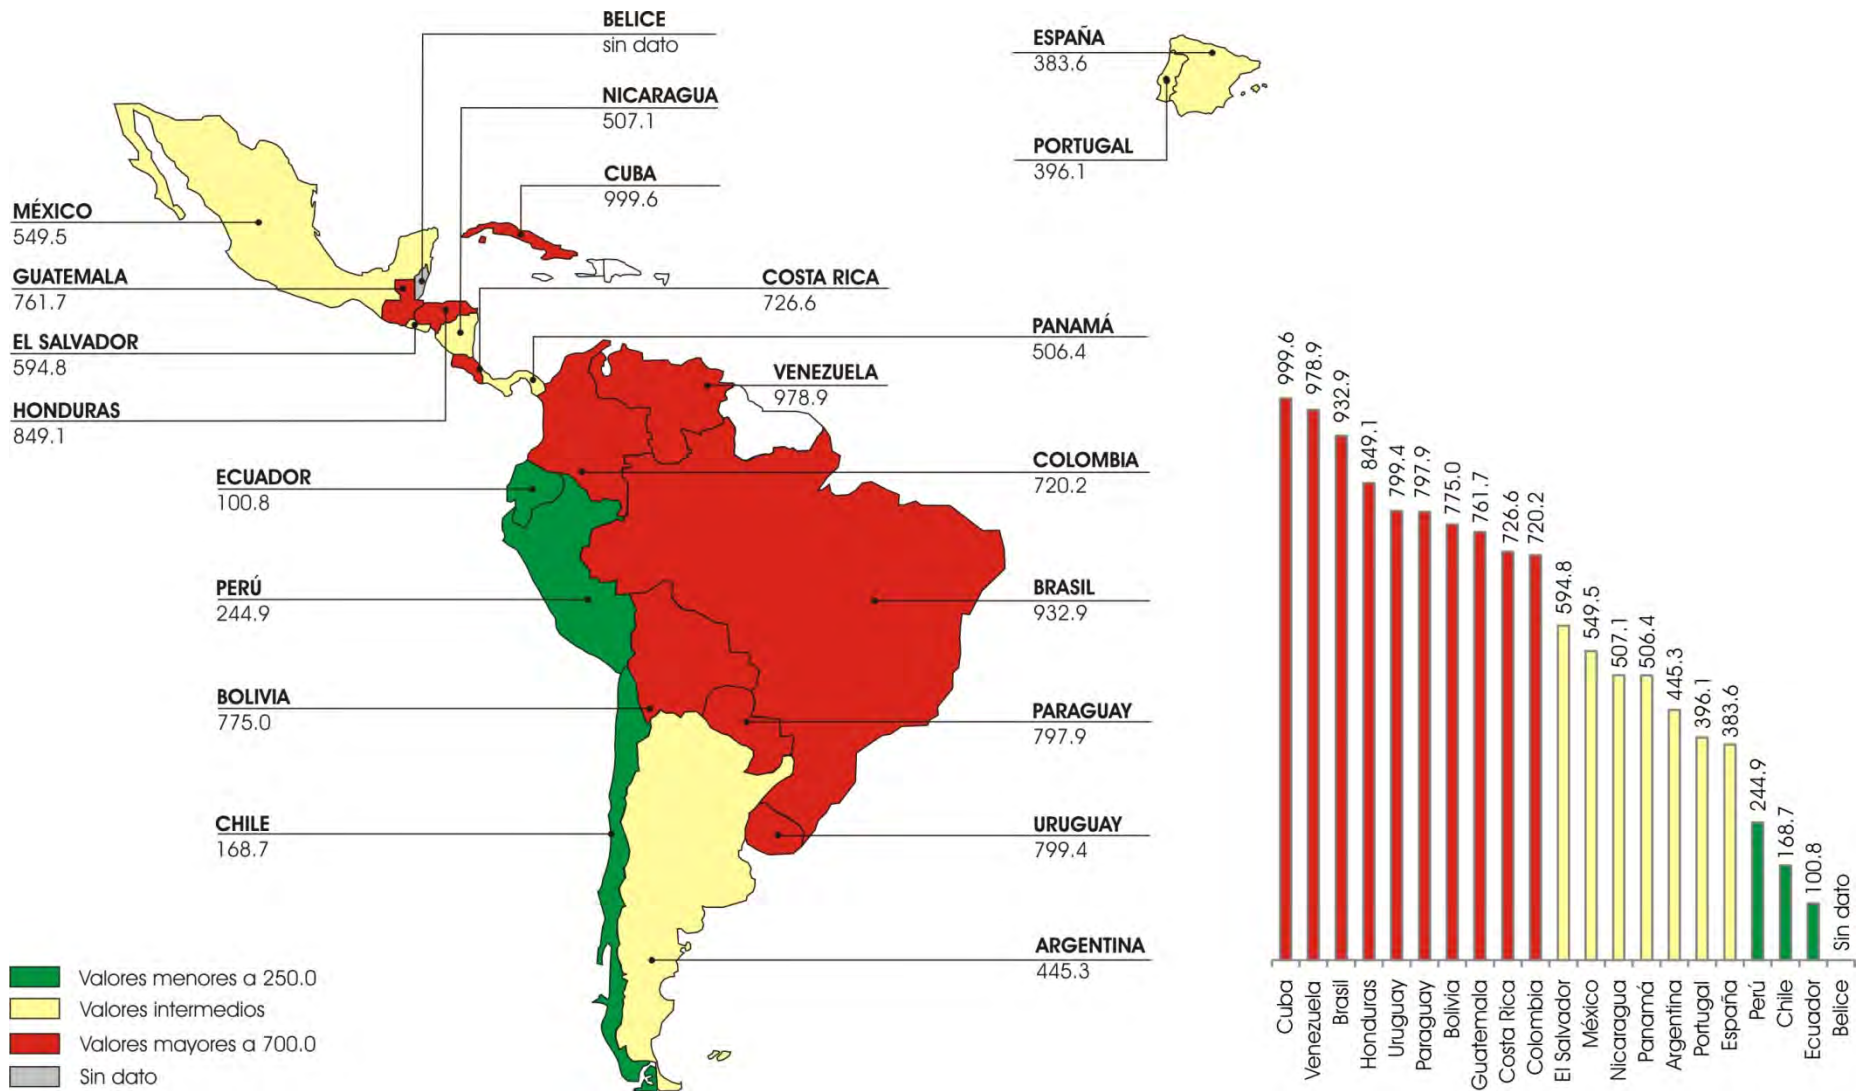 BELICE
sin dato
NICARAGUA
507.1
CUBA
999.6
ESPAÑA
383.6
PORTUGAL
396.1
MÉXICO
549.5
GUATEMALA
761.7
EL SALVADOR
594.8
HONDURAS
849.1
COSTA RICA
726.6
PANAMÁ
506.4
VENEZUELA
978.9
COLOMBIA
720.2
ECUADOR
100.8
PERÚ
244.9
BRASIL
932.9
BOLIVIA
775.0
PARAGUAY
797.9
CHILE
168.7
URUGUAY
799.4
ARGENTINA
445.3
Valores menores a 250.0
Valores intermedios
Valores mayores a 700.0
Sin dato
999.6
978.9
932.9
849.1
799.4
797.9
775.0
761.7
726.6
720.2
594.8
549.5
507.1
506.4
445.3
396.1
383.6
244.9
168.7
100.8
Sin dato
Cuba
Venezuela
Brasil
Honduras
Uruguay
Paraguay
Bolivia
Guatemala
Costa Rica
Colombia
El Salvador
México
Nicaragua
Panamá
Argentina
Portugal
España
Perú
Chile
Ecuador
Belice